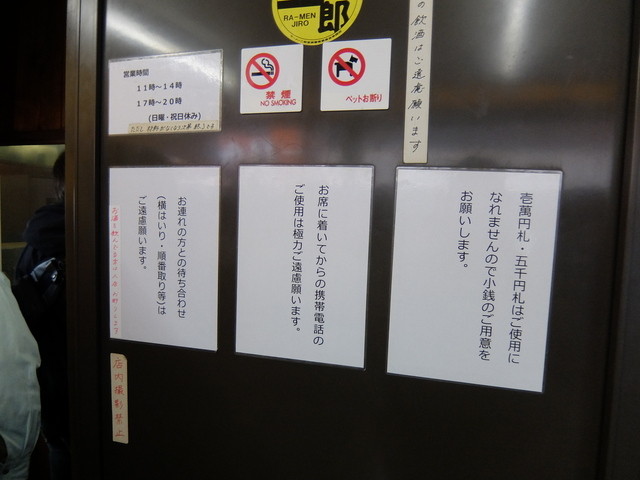 郎
RA-MEN
JIRO
の飲酒はご遠慮願います
営業時間
11時～14時
17時～20時
(日曜・祝日休み)
禁煙
NO SMOKING
ペットお断り
壱萬円札・五千円札はご使用に
なれませんので小銭のご用意を
お願いします。
お席に着いてからの携帯電話の
ご使用は極力ご遠慮願います。
お連れの方との待ち合わせ
(横はいり・順番取り等)は
ご遠慮願います。
店内撮影禁止